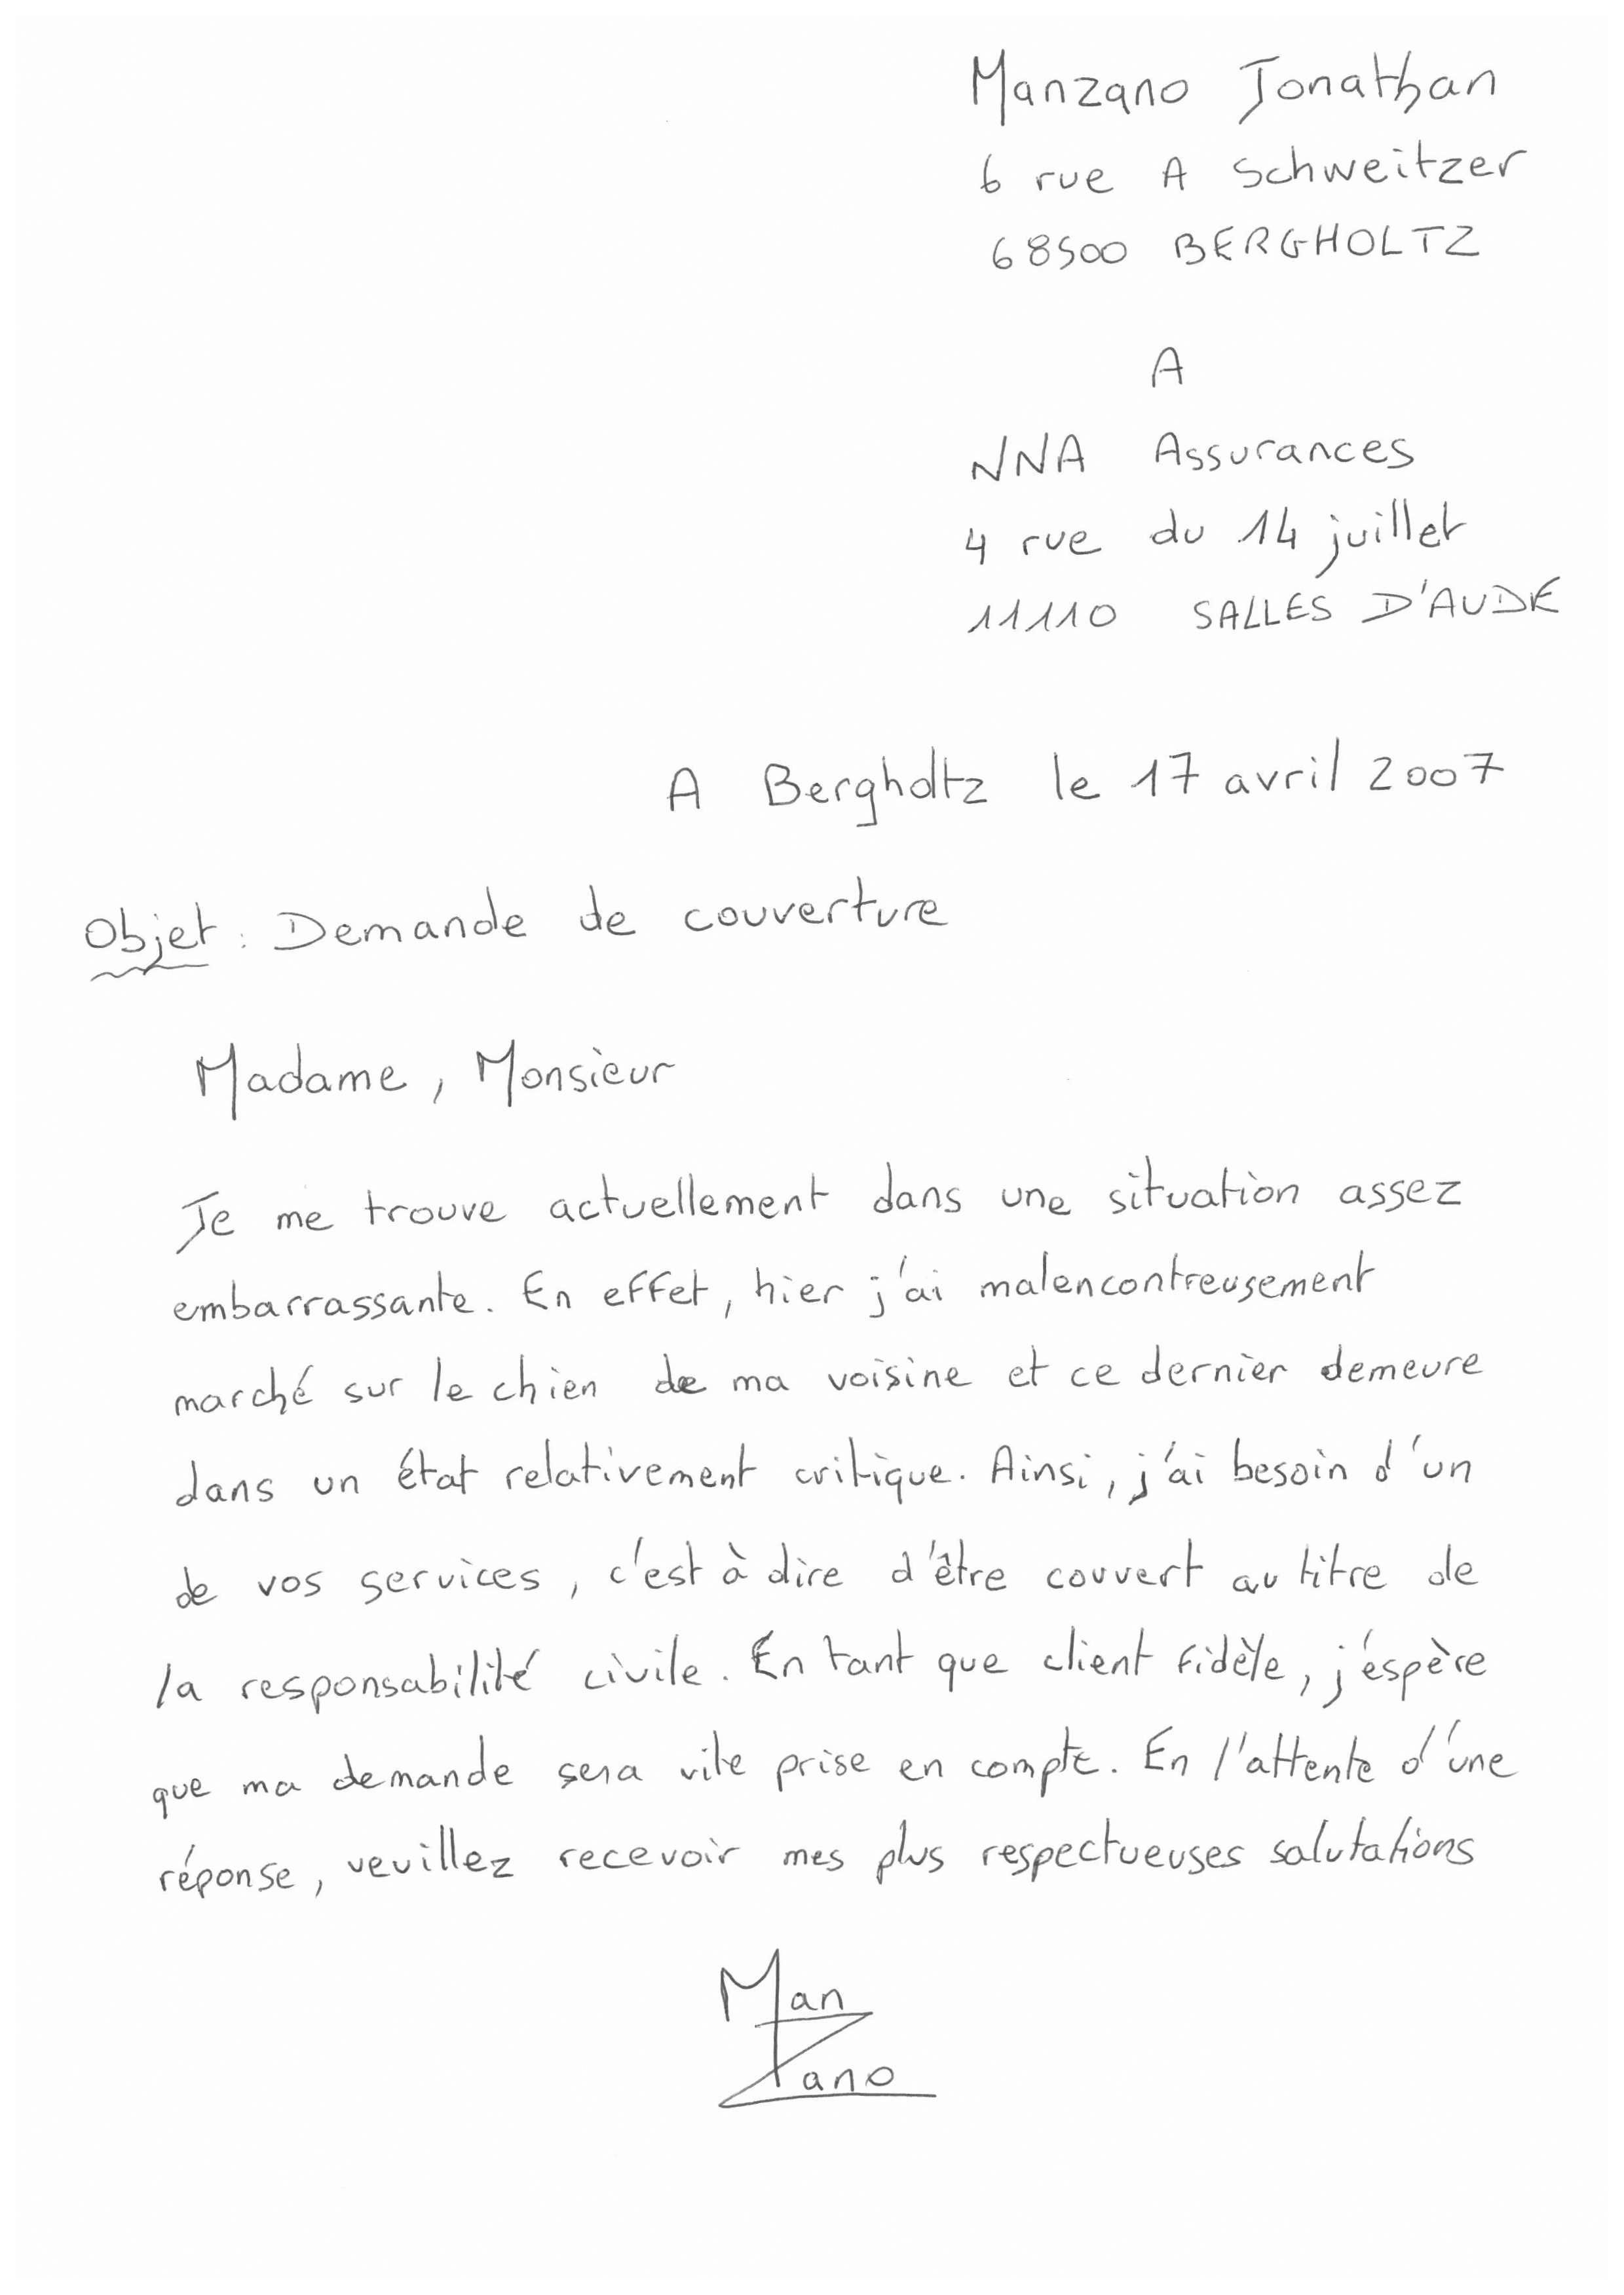 Manzano Jonathan
6 rue A Schweitzer
68500 BERGHOLTZ
A
NNA Assurances
4 rue du 14 juillet
11110 SALLES D'AUDE
A Bergholtz le 17 avril 2007
Objet : Demande de couverture
Madame, Monsieur
Je me trouve actuellement dans une situation assez
embarrassante. En effet, hier j'ai malencontreusement
marché sur le chien de ma voisine et ce dernier demeure
dans un état relativement critique. Ainsi, j'ai besoin d'un
de vos services, c'est à dire d'être couvert au titre de
la responsabilité civile. En tant que client fidèle, j'éspère
que ma demande sera vite prise en compte. En l'attente d'une
réponse, veuillez recevoir mes plus respectueuses salutations
Man
Zano